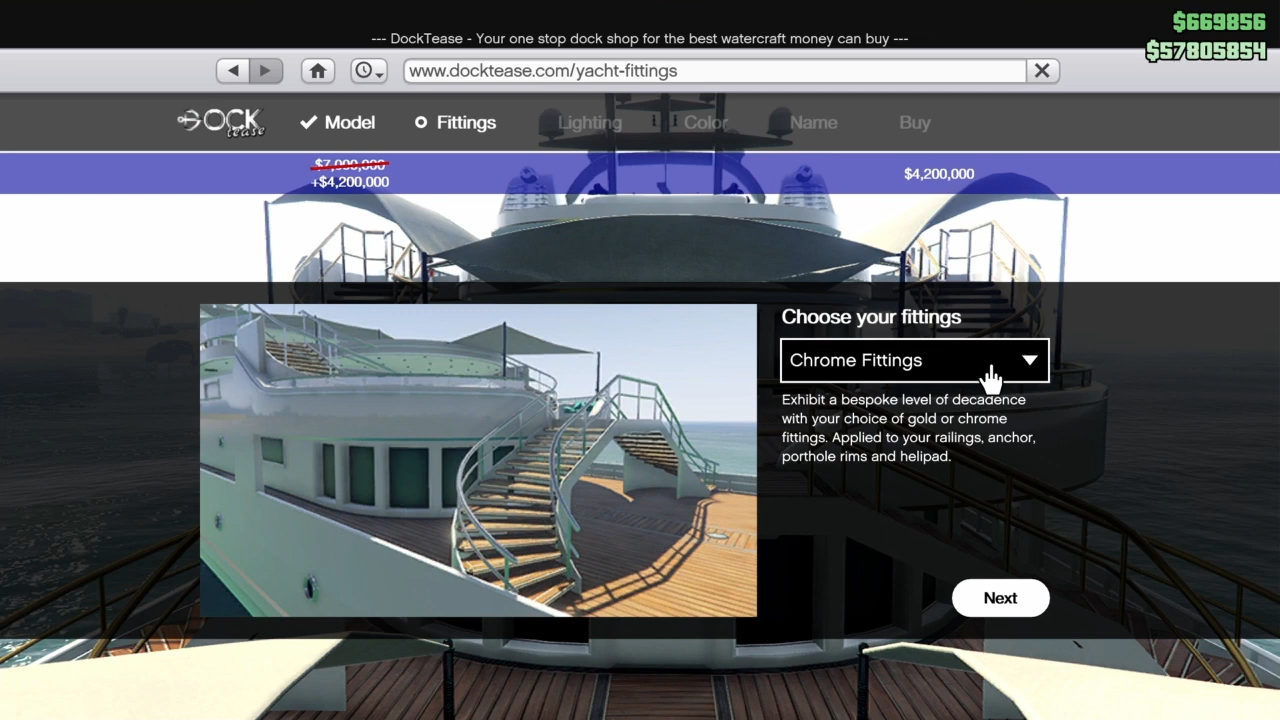 $669856
--- DockTease - Your one stop dock shop for the best watercraft money can buy ---
$57805854
www.docktease.com/yacht-fittings
DOCK tease
Model
Fittings
Lighting
Color
Name
Buy
$7,000,000
+$4,200,000
$4,200,000
Choose your fittings
Chrome Fittings
Exhibit a bespoke level of decadence
with your choice of gold or chrome
fittings. Applied to your railings, anchor,
porthole rims and helipad.
Next